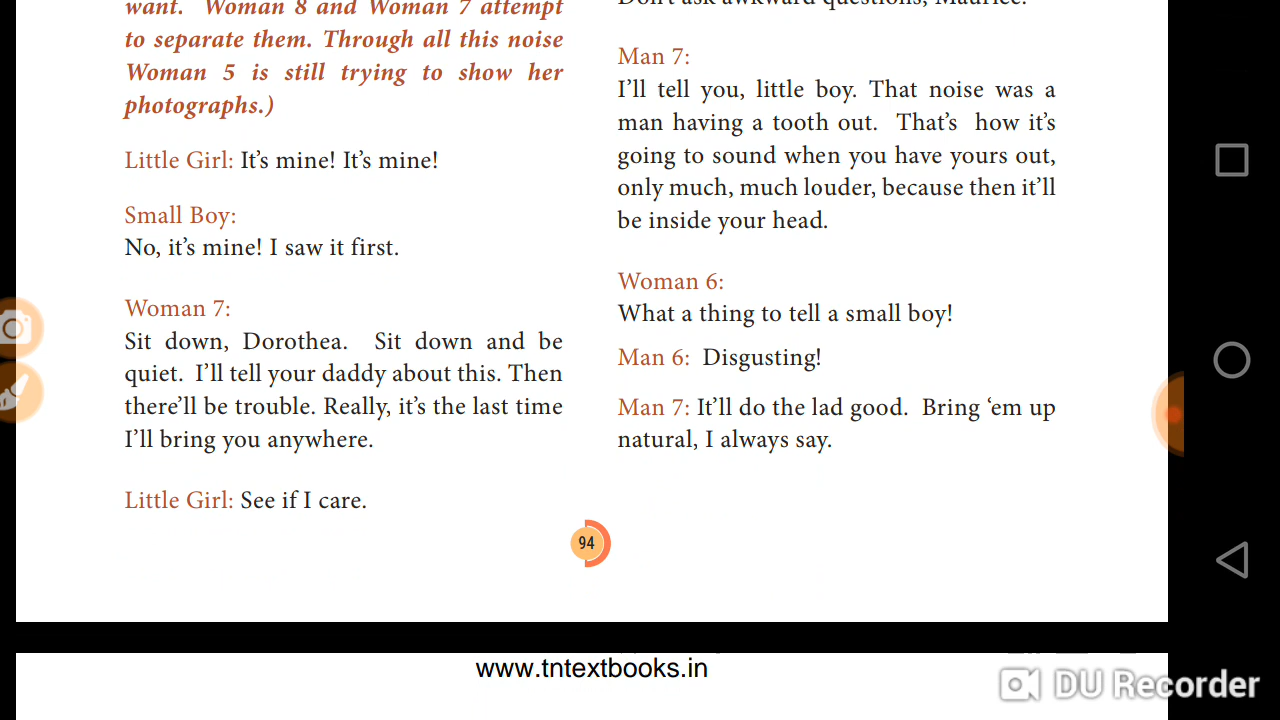 want. Woman 8 and Woman 7 attempt
to separate them. Through all this noise
Woman 5 is still trying to show her
photographs.)
Little Girl: It's mine! It's mine!
Small Boy:
No, it's mine! I saw it first.
Woman 7:
Sit down, Dorothea. Sit down and be
quiet. I'll tell your daddy about this. Then
there'll be trouble. Really, it's the last time
I'll bring you anywhere.
Little Girl: See if I care.
Don't ask awkward questions, Maurice.
Man 7:
I'll tell you, little boy. That noise was a
man having a tooth out. That's how it's
going to sound when you have yours out,
only much, much louder, because then it'll
be inside your head.
Woman 6:
What a thing to tell a small boy!
Man 6: Disgusting!
Man 7: It'll do the lad good. Bring ‘em up
natural, I always say.
94
www.tntextbooks.in
DU Recorder